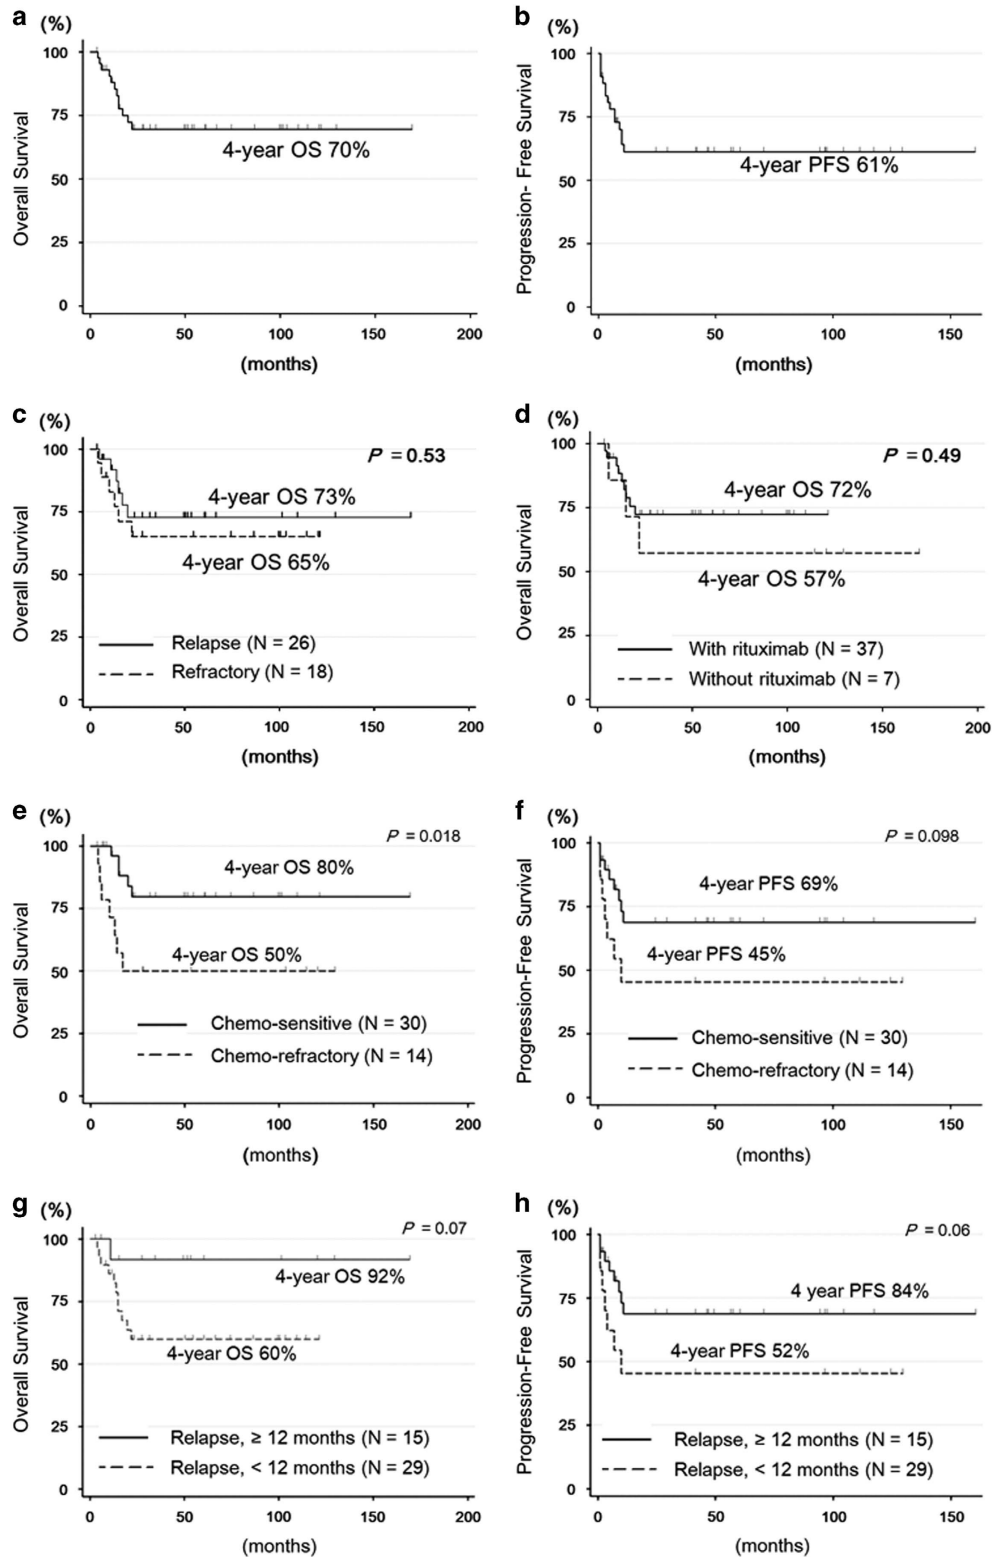 a (%)
100
75
50
25
0
Overall Survival
4-year OS 70%
0 50 100 150 200
(months)
b (%)
100
75
50
25
0
Progression- Free Survival
4-year PFS 61%
0 50 100 150
(months)
c (%)
100
75
50
25
0
Overall Survival
P = 0.53
4-year OS 73%
4-year OS 65%
Relapse (N = 26)
Refractory (N = 18)
0 50 100 150 200
(months)
d (%)
100
75
50
25
0
Overall Survival
P = 0.49
4-year OS 72%
4-year OS 57%
With rituximab (N = 37)
Without rituximab (N = 7)
0 50 100 150 200
(months)
e (%)
100
75
50
25
0
Overall Survival
P = 0.018
4-year OS 80%
4-year OS 50%
Chemo-sensitive (N = 30)
Chemo-refractory (N = 14)
0 50 100 150 200
(months)
f (%)
100
75
50
25
0
Progression-Free Survival
P = 0.098
4-year PFS 69%
4-year PFS 45%
Chemo-sensitive (N = 30)
Chemo-refractory (N = 14)
0 50 100 150
(months)
g (%)
100
75
50
25
0
Overall Survival
P = 0.07
4-year OS 92%
4-year OS 60%
Relapse, ≥ 12 months (N = 15)
Relapse, < 12 months (N = 29)
0 50 100 150 200
(months)
h (%)
100
75
50
25
0
Progression-Free Survival
P = 0.06
4 year PFS 84%
4-year PFS 52%
Relapse, ≥ 12 months (N = 15)
Relapse, < 12 months (N = 29)
0 50 100 150
(months)